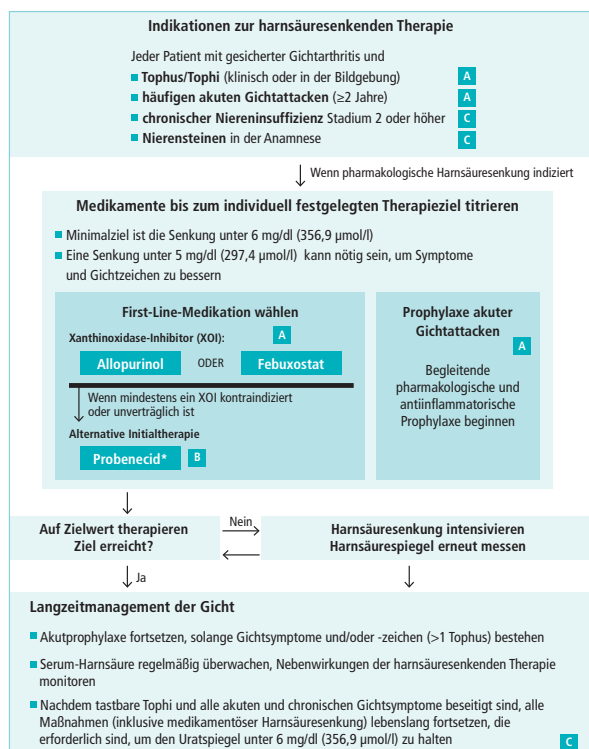 Indikationen zur harnsäuresenkenden Therapie
Jeder Patient mit gesicherter Gichtarthritis und
■ Tophus/Tophi (klinisch oder in der Bildgebung) A
■ häufigen akuten Gichtattacken (≥2 Jahre) A
■ chronischer Niereninsuffizienz Stadium 2 oder höher C
■ Nierensteinen in der Anamnese C
Wenn pharmakologische Harnsäuresenkung indiziert
Medikamente bis zum individuell festgelegten Therapieziel titrieren
■ Minimalziel ist die Senkung unter 6 mg/dl (356,9 µmol/l)
■ Eine Senkung unter 5 mg/dl (297,4 µmol/l) kann nötig sein, um Symptome
und Gichtzeichen zu bessern
First-Line-Medikation wählen
Xanthinoxidase-Inhibitor (XOI): A
Allopurinol ODER Febuxostat
Wenn mindestens ein XOI kontraindiziert
oder unverträglich ist
Alternative Initialtherapie
Probenecid* B
Prophylaxe akuter
Gichtattacken
A
Begleitende
pharmakologische und
antiinflammatorische
Prophylaxe beginnen
Auf Zielwert therapieren
Ziel erreicht?
Nein
Harnsäuresenkung intensivieren
Harnsäurespiegel erneut messen
Ja
Langzeitmanagement der Gicht
■ Akutprophylaxe fortsetzen, solange Gichtsymptome und/oder -zeichen (>1 Tophus) bestehen
■ Serum-Harnsäure regelmäßig überwachen, Nebenwirkungen der harnsäuresenkenden Therapie
monitoren
■ Nachdem tastbare Tophi und alle akuten und chronischen Gichtsymptome beseitigt sind, alle
Maßnahmen (inklusive medikamentöser Harnsäuresenkung) lebenslang fortsetzen, die
erforderlich sind, um den Uratspiegel unter 6 mg/dl (356,9 µmol/l) zu halten C